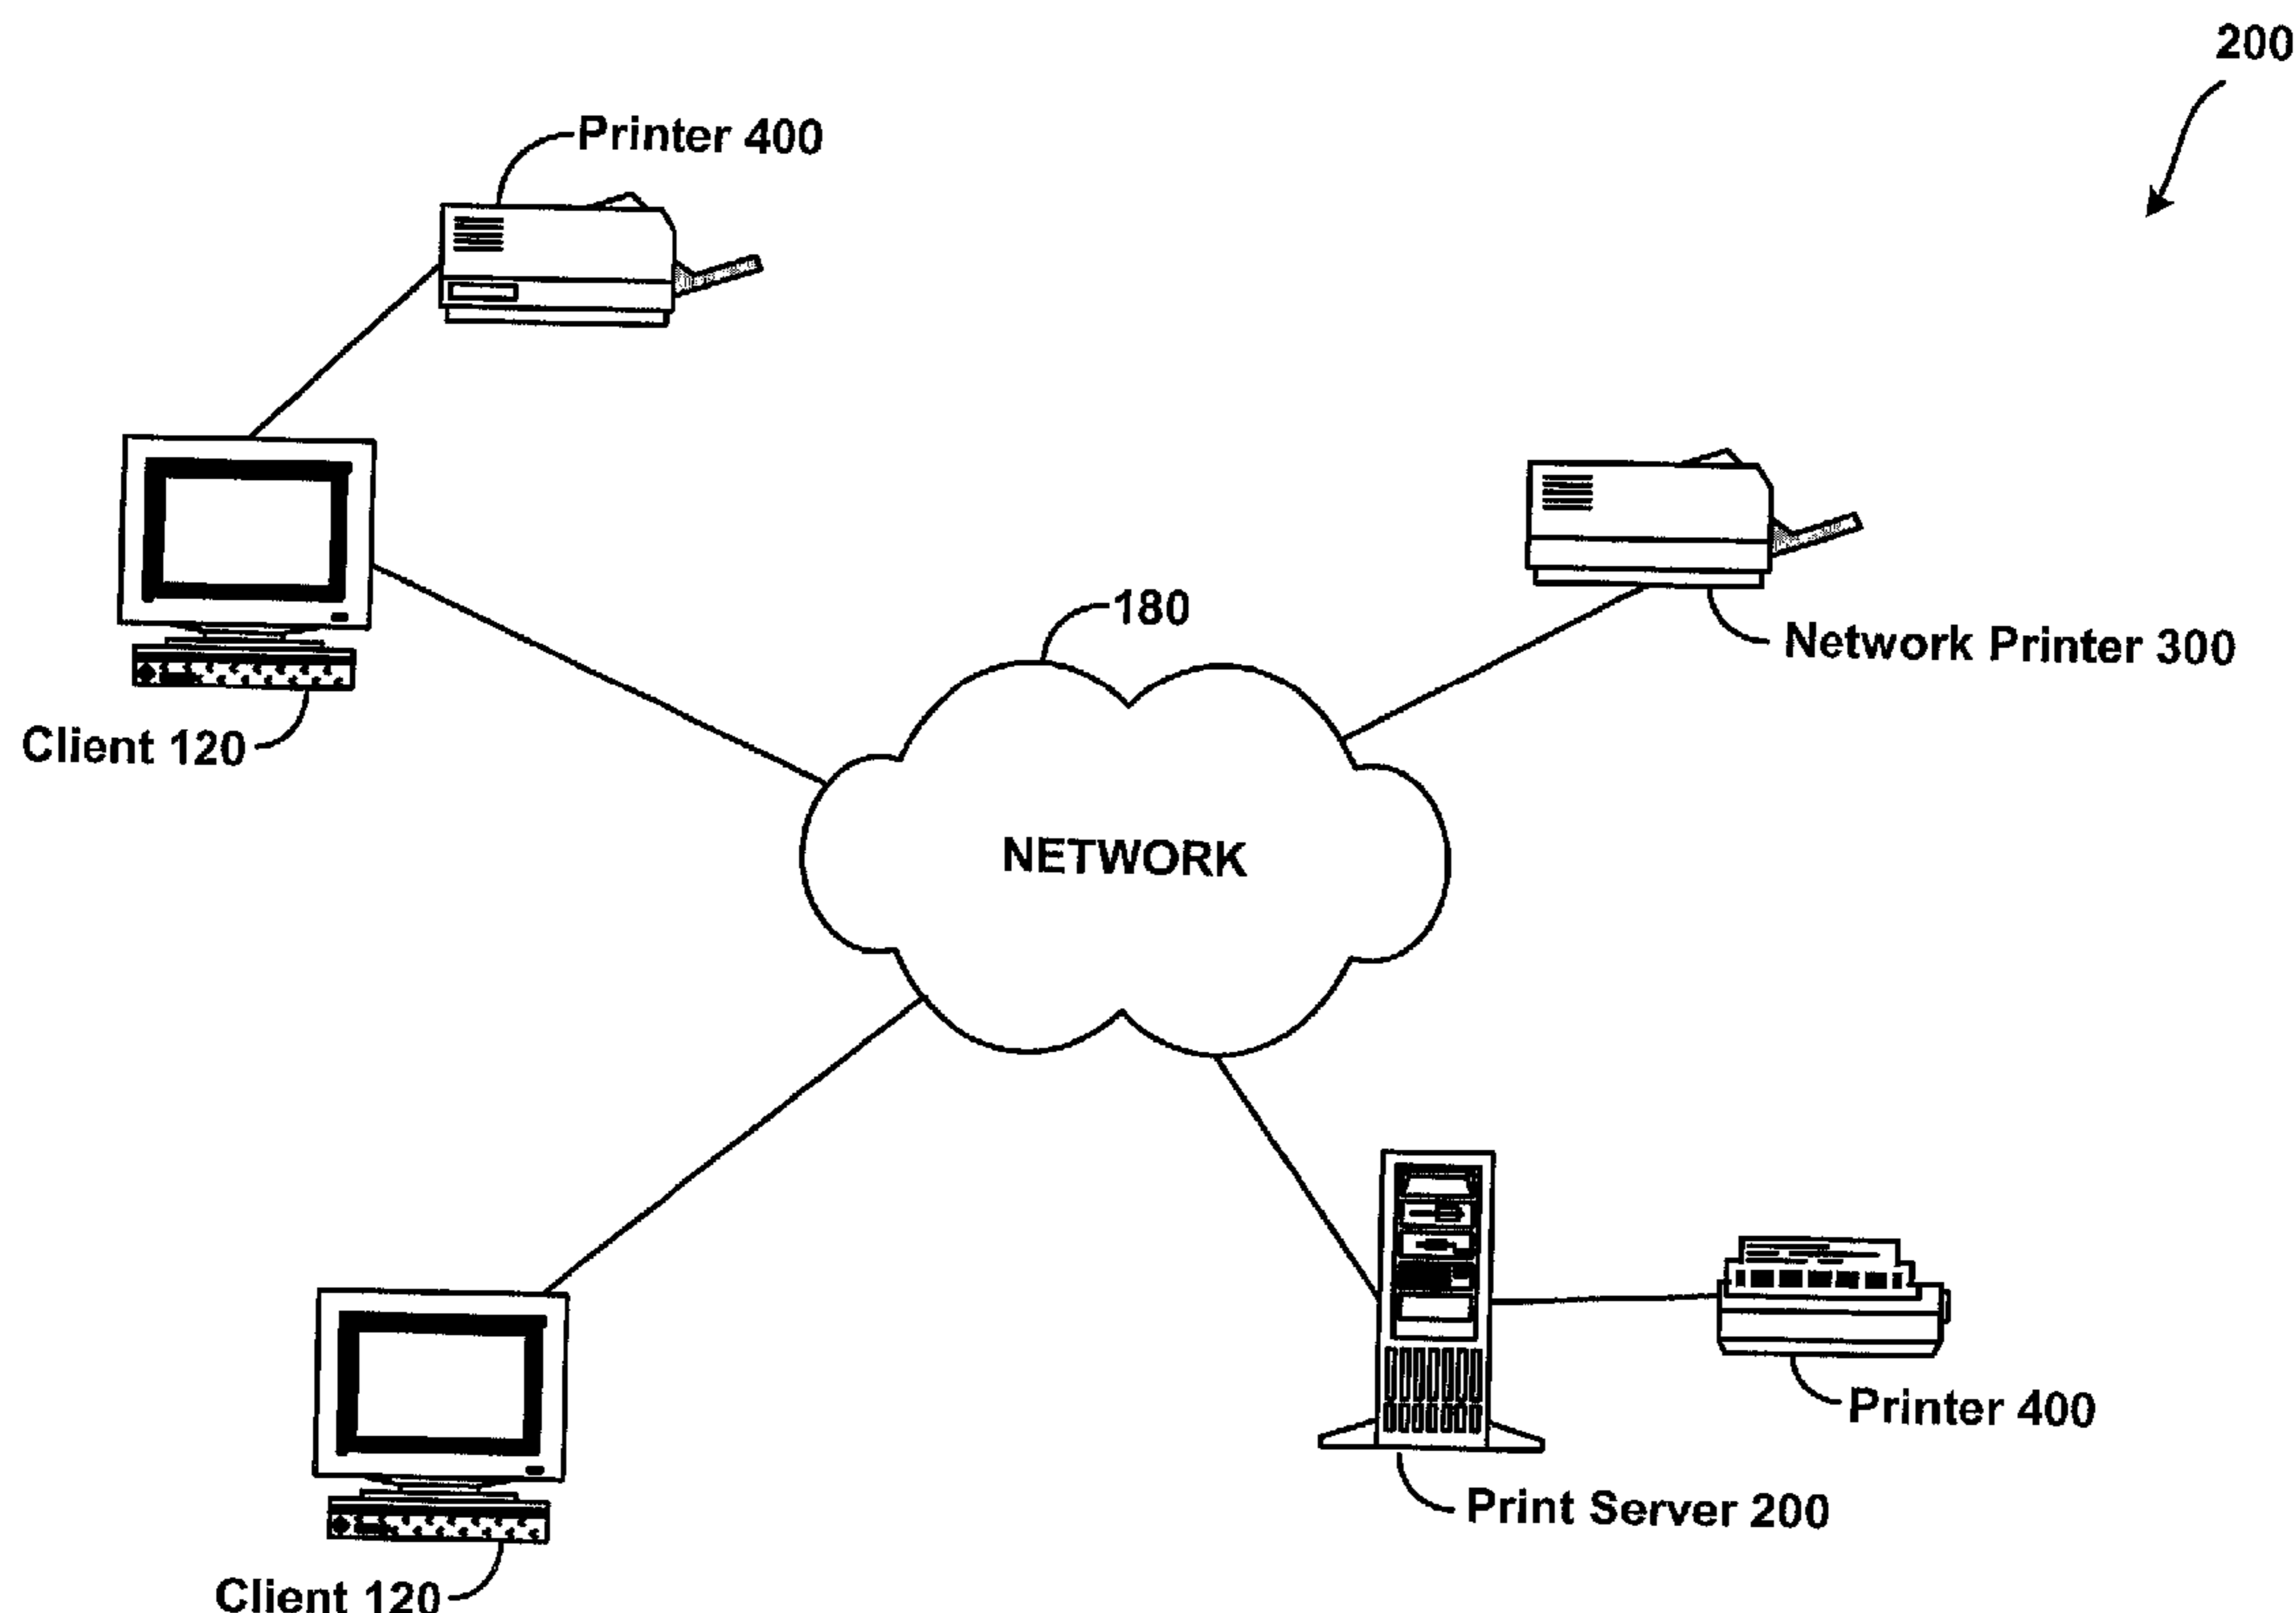 200
Printer 400
180
Network Printer 300
Client 120
NETWORK
Printer 400
Print Server 200
Client 120